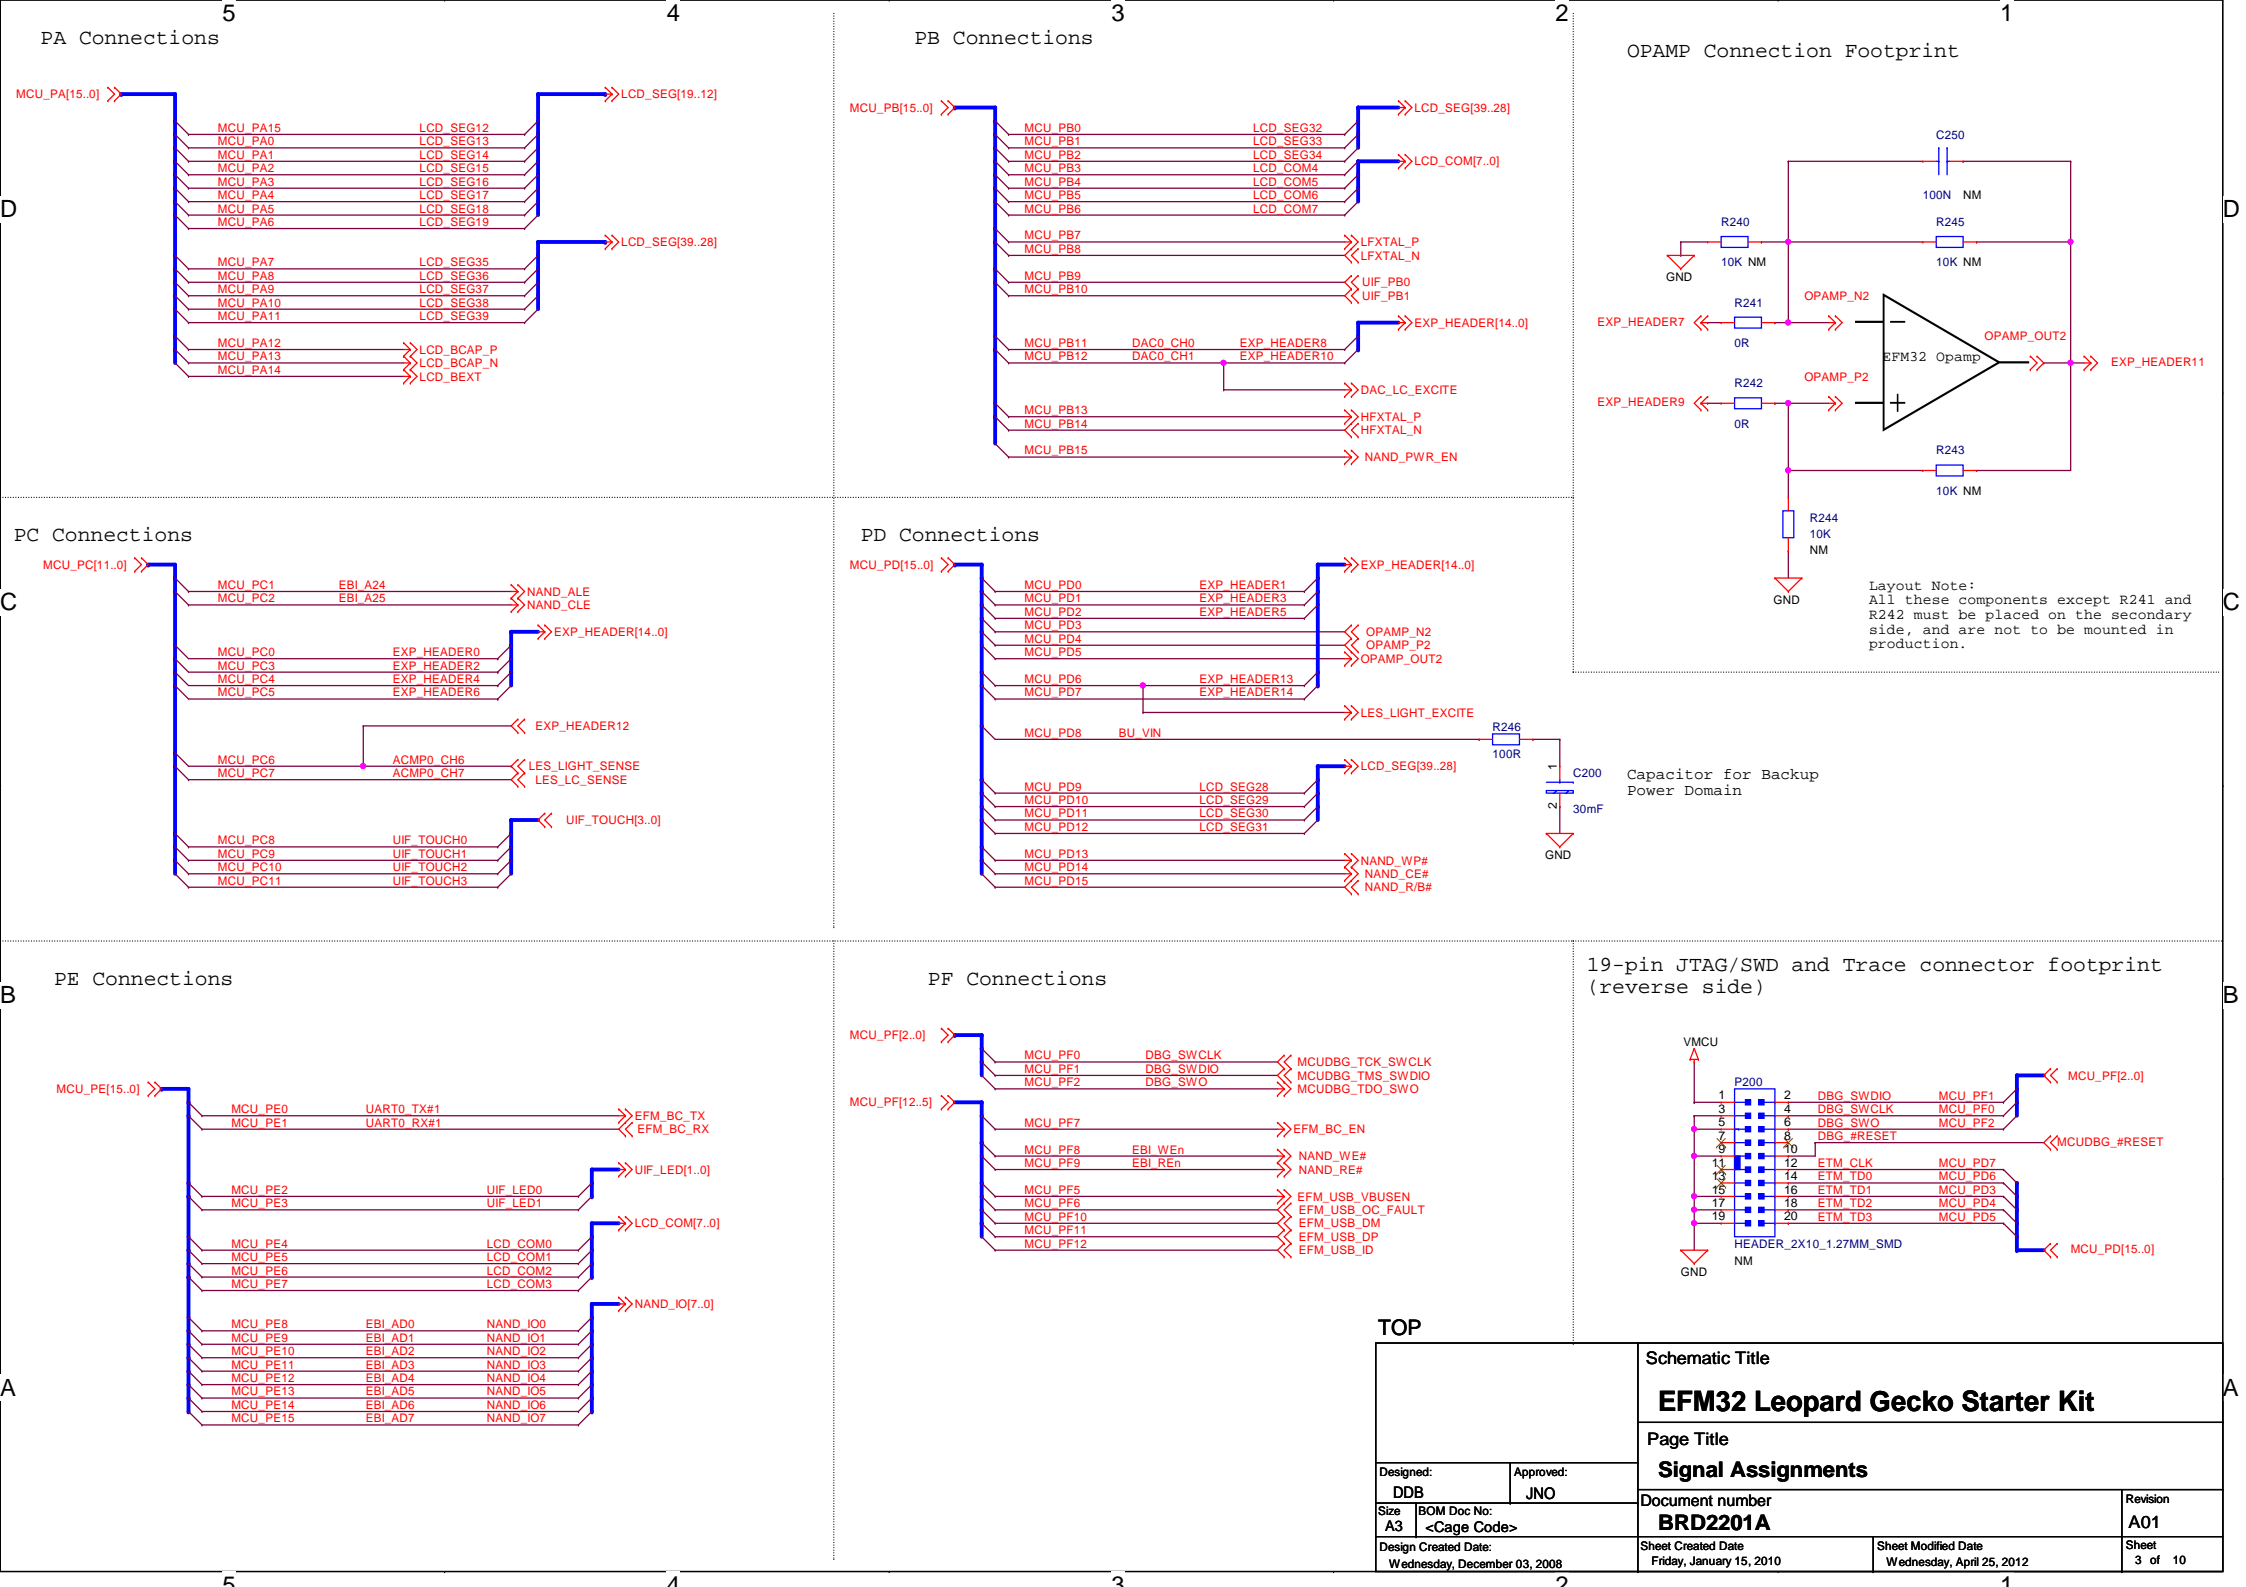 5 4 3 2 1
PA Connections
MCU_PA[15..0]
LCD_SEG[19..12]
MCU_PA15 LCD_SEG12
MCU_PA0 LCD_SEG13
MCU_PA1 LCD_SEG14
MCU_PA2 LCD_SEG15
MCU_PA3 LCD_SEG16
MCU_PA4 LCD_SEG17
MCU_PA5 LCD_SEG18
MCU_PA6 LCD_SEG19
LCD_SEG[39..28]
MCU_PA7 LCD_SEG35
MCU_PA8 LCD_SEG36
MCU_PA9 LCD_SEG37
MCU_PA10 LCD_SEG38
MCU_PA11 LCD_SEG39
MCU_PA12 LCD_BCAP_P
MCU_PA13 LCD_BCAP_N
MCU_PA14 LCD_BEXT
PB Connections
MCU_PB[15..0]
LCD_SEG[39..28]
MCU_PB0 LCD_SEG32
MCU_PB1 LCD_SEG33
MCU_PB2 LCD_SEG34
LCD_COM[7..0]
MCU_PB3 LCD_COM4
MCU_PB4 LCD_COM5
MCU_PB5 LCD_COM6
MCU_PB6 LCD_COM7
MCU_PB7 LFXTAL_P
MCU_PB8 LFXTAL_N
MCU_PB9 UIF_PB0
MCU_PB10 UIF_PB1
EXP_HEADER[14..0]
MCU_PB11 DAC0_CH0 EXP_HEADER8
MCU_PB12 DAC0_CH1 EXP_HEADER10
DAC_LC_EXCITE
MCU_PB13 HFXTAL_P
MCU_PB14 HFXTAL_N
MCU_PB15 NAND_PWR_EN
OPAMP Connection Footprint
C250
100N NM
R240
10K NM
GND
R245
10K NM
R241
0R
EXP_HEADER7
OPAMP_N2
EFM32 Opamp
OPAMP_OUT2
EXP_HEADER11
R242
0R
EXP_HEADER9
OPAMP_P2
R243
10K NM
R244
10K
NM
GND
Layout Note:
All these components except R241 and
R242 must be placed on the secondary
side, and are not to be mounted in
production.
D D
PC Connections
MCU_PC[11..0]
MCU_PC1 EBI_A24 NAND_ALE
MCU_PC2 EBI_A25 NAND_CLE
EXP_HEADER[14..0]
MCU_PC0 EXP_HEADER0
MCU_PC3 EXP_HEADER2
MCU_PC4 EXP_HEADER4
MCU_PC5 EXP_HEADER6
EXP_HEADER12
MCU_PC6 ACMP0_CH6 LES_LIGHT_SENSE
MCU_PC7 ACMP0_CH7 LES_LC_SENSE
UIF_TOUCH[3..0]
MCU_PC8 UIF_TOUCH0
MCU_PC9 UIF_TOUCH1
MCU_PC10 UIF_TOUCH2
MCU_PC11 UIF_TOUCH3
PD Connections
MCU_PD[15..0]
EXP_HEADER[14..0]
MCU_PD0 EXP_HEADER1
MCU_PD1 EXP_HEADER3
MCU_PD2 EXP_HEADER5
MCU_PD3 OPAMP_N2
MCU_PD4 OPAMP_P2
MCU_PD5 OPAMP_OUT2
MCU_PD6 EXP_HEADER13
MCU_PD7 EXP_HEADER14
LES_LIGHT_EXCITE
MCU_PD8 BU_VIN
R246
100R
LCD_SEG[39..28]
MCU_PD9 LCD_SEG28
MCU_PD10 LCD_SEG29
MCU_PD11 LCD_SEG30
MCU_PD12 LCD_SEG31
MCU_PD13 NAND_WP#
MCU_PD14 NAND_CE#
MCU_PD15 NAND_R/B#
1
C200
2
30mF
GND
Capacitor for Backup
Power Domain
C C
PE Connections
MCU_PE[15..0]
MCU_PE0 UART0_TX#1 EFM_BC_TX
MCU_PE1 UART0_RX#1 EFM_BC_RX
UIF_LED[1..0]
MCU_PE2 UIF_LED0
MCU_PE3 UIF_LED1
LCD_COM[7..0]
MCU_PE4 LCD_COM0
MCU_PE5 LCD_COM1
MCU_PE6 LCD_COM2
MCU_PE7 LCD_COM3
NAND_IO[7..0]
MCU_PE8 EBI_AD0 NAND_IO0
MCU_PE9 EBI_AD1 NAND_IO1
MCU_PE10 EBI_AD2 NAND_IO2
MCU_PE11 EBI_AD3 NAND_IO3
MCU_PE12 EBI_AD4 NAND_IO4
MCU_PE13 EBI_AD5 NAND_IO5
MCU_PE14 EBI_AD6 NAND_IO6
MCU_PE15 EBI_AD7 NAND_IO7
PF Connections
MCU_PF[2..0]
MCU_PF0 DBG_SWCLK MCUDBG_TCK_SWCLK
MCU_PF1 DBG_SWDIO MCUDBG_TMS_SWDIO
MCU_PF2 DBG_SWO MCUDBG_TDO_SWO
MCU_PF[12..5]
MCU_PF7 EFM_BC_EN
MCU_PF8 EBI_WEn NAND_WE#
MCU_PF9 EBI_REn NAND_RE#
MCU_PF5 EFM_USB_VBUSEN
MCU_PF6 EFM_USB_OC_FAULT
MCU_PF10 EFM_USB_DM
MCU_PF11 EFM_USB_DP
MCU_PF12 EFM_USB_ID
19-pin JTAG/SWD and Trace connector footprint
(reverse side)
VMCU
P200
MCU_PF[2..0]
1 2 DBG_SWDIO MCU_PF1
3 4 DBG_SWCLK MCU_PF0
5 6 DBG_SWO MCU_PF2
7 8 DBG_#RESET MCUDBG_#RESET
9 10
11 12 ETM_CLK MCU_PD7
13 14 ETM_TD0 MCU_PD6
15 16 ETM_TD1 MCU_PD3
17 18 ETM_TD2 MCU_PD4
19 20 ETM_TD3 MCU_PD5
HEADER_2X10_1.27MM_SMD
NM
MCU_PD[15..0]
GND
B B
TOP
Schematic Title
EFM32 Leopard Gecko Starter Kit
Page Title
Signal Assignments
Designed: Approved:
DDB JNO
Size BOM Doc No:
A3 <Cage Code>
Document number
BRD2201A
Revision
A01
Design Created Date:
Wednesday, December 03, 2008
Sheet Created Date
Friday, January 15, 2010
Sheet Modified Date
Wednesday, April 25, 2012
Sheet
3 of 10
A A
5 4 3 2 1